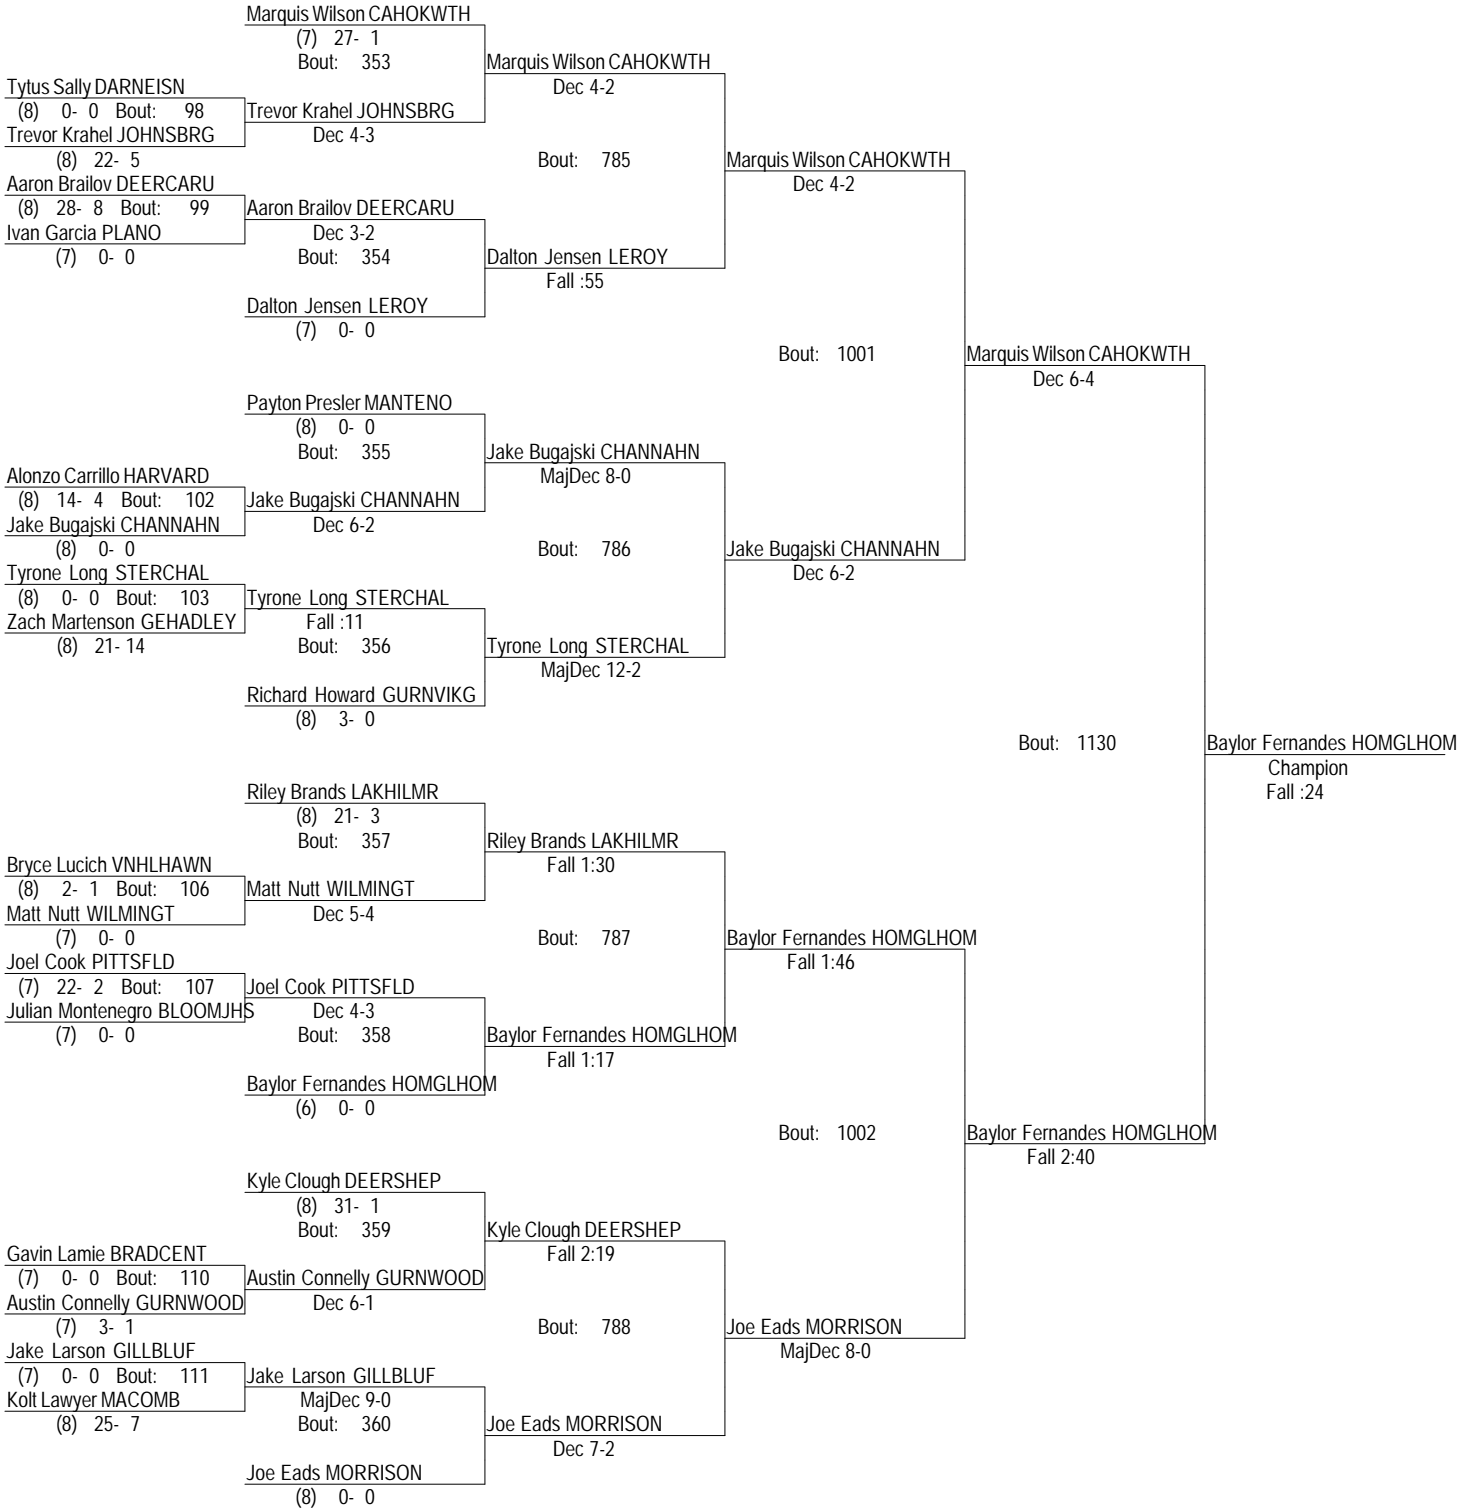 Marquis Wilson CAHOKWTH
(7) 27- 1
Bout: 353
Marquis Wilson CAHOKWTH
Dec 4-2
Tytus Sally DARNEISN
(8) 0- 0 Bout: 98
Trevor Krahel JOHNSBRG
Dec 4-3
Trevor Krahel JOHNSBRG
(8) 22- 5
Bout: 785
Marquis Wilson CAHOKWTH
Dec 4-2
Aaron Brailov DEERCARU
(8) 28- 8 Bout: 99
Aaron Brailov DEERCARU
Dec 3-2
Ivan Garcia PLANO
(7) 0- 0
Bout: 354
Dalton Jensen LEROY
Fall :55
Dalton Jensen LEROY
(7) 0- 0
Bout: 1001
Marquis Wilson CAHOKWTH
Dec 6-4
Payton Presler MANTENO
(8) 0- 0
Bout: 355
Jake Bugajski CHANNAHN
MajDec 8-0
Alonzo Carrillo HARVARD
(8) 14- 4 Bout: 102
Jake Bugajski CHANNAHN
Dec 6-2
Jake Bugajski CHANNAHN
(8) 0- 0
Bout: 786
Jake Bugajski CHANNAHN
Dec 6-2
Tyrone Long STERCHAL
(8) 0- 0 Bout: 103
Tyrone Long STERCHAL
Fall :11
Zach Martenson GEHADLEY
(8) 21- 14
Bout: 356
Tyrone Long STERCHAL
MajDec 12-2
Richard Howard GURNVIKG
(8) 3- 0
Bout: 1130
Baylor Fernandes HOMGLHOM
Champion
Fall :24
Riley Brands LAKHILMR
(8) 21- 3
Bout: 357
Riley Brands LAKHILMR
Fall 1:30
Bryce Lucich VNHLHAWN
(8) 2- 1 Bout: 106
Matt Nutt WILMINGT
Dec 5-4
Matt Nutt WILMINGT
(7) 0- 0
Bout: 787
Baylor Fernandes HOMGLHOM
Fall 1:46
Joel Cook PITTSFLD
(7) 22- 2 Bout: 107
Joel Cook PITTSFLD
Dec 4-3
Julian Montenegro BLOOMJHS
(7) 0- 0
Bout: 358
Baylor Fernandes HOMGLHOM
Fall 1:17
Baylor Fernandes HOMGLHOM
(6) 0- 0
Bout: 1002
Baylor Fernandes HOMGLHOM
Fall 2:40
Kyle Clough DEERSHEP
(8) 31- 1
Bout: 359
Kyle Clough DEERSHEP
Fall 2:19
Gavin Lamie BRADCENT
(7) 0- 0 Bout: 110
Austin Connelly GURNWOOD
Dec 6-1
Austin Connelly GURNWOOD
(7) 3- 1
Bout: 788
Joe Eads MORRISON
MajDec 8-0
Jake Larson GILLBLUF
(7) 0- 0 Bout: 111
Jake Larson GILLBLUF
MajDec 9-0
Kolt Lawyer MACOMB
(8) 25- 7
Bout: 360
Joe Eads MORRISON
Dec 7-2
Joe Eads MORRISON
(8) 0- 0